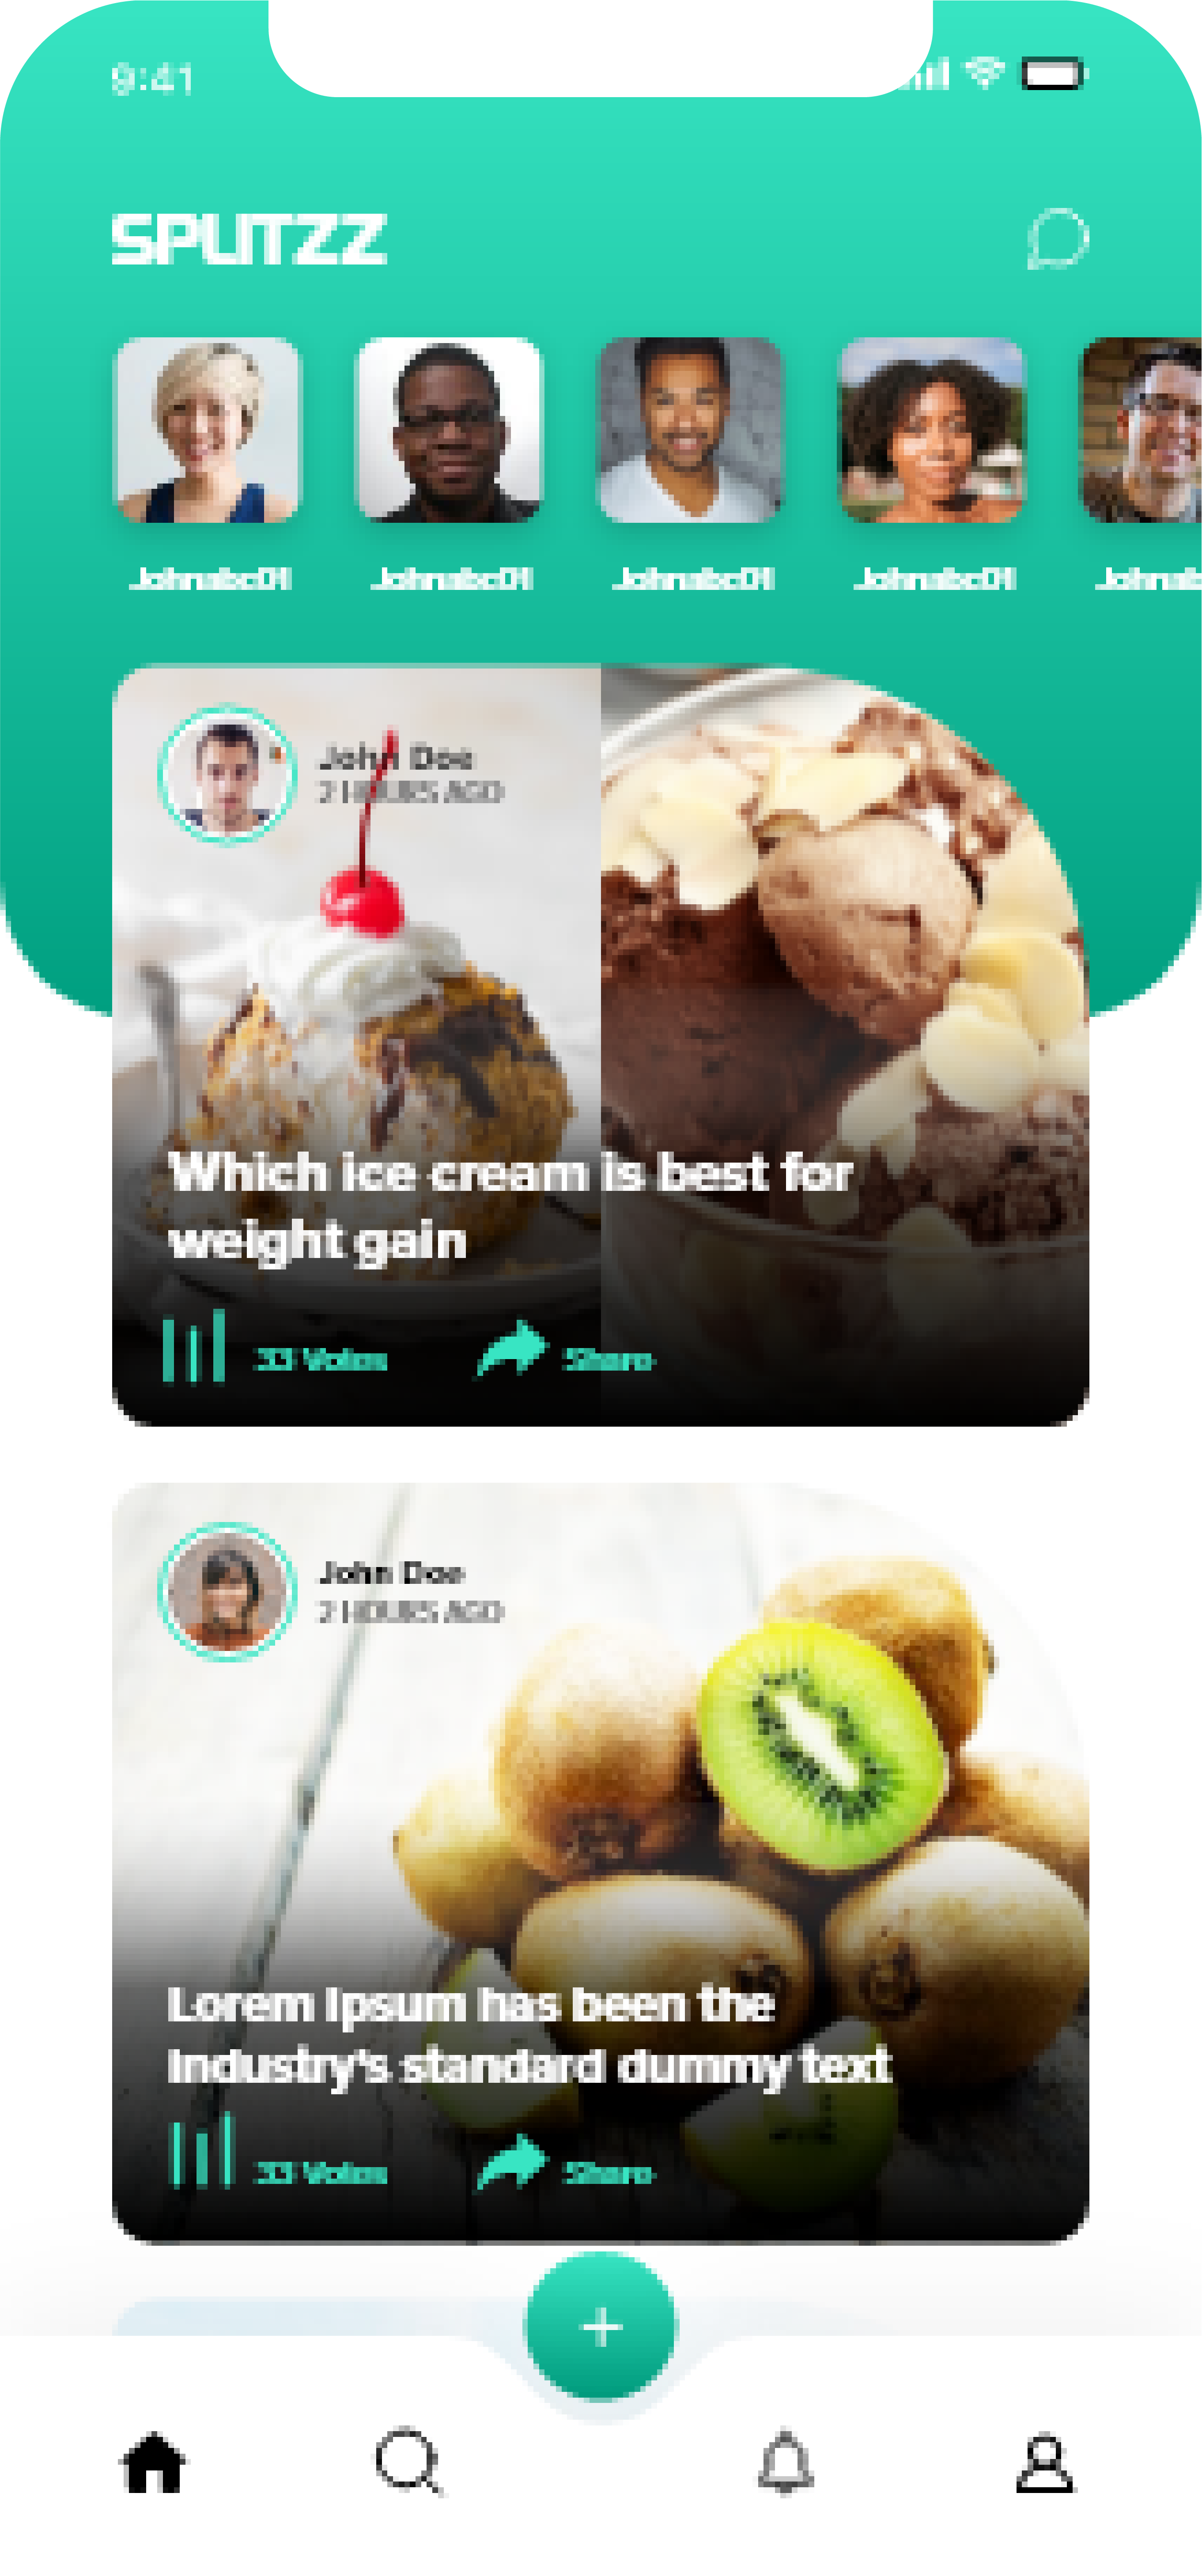 9:41
SPLITZZ
Johnabc01 Johnabc01 Johnabc01 Johnabc01 Johnab
John Doe
2 HOURS AGO
Which ice cream is best for
weight gain
33 Votes Share
John Doe
2 HOURS AGO
Lorem Ipsum has been the
Industry's standard dummy text
33 Votes Share